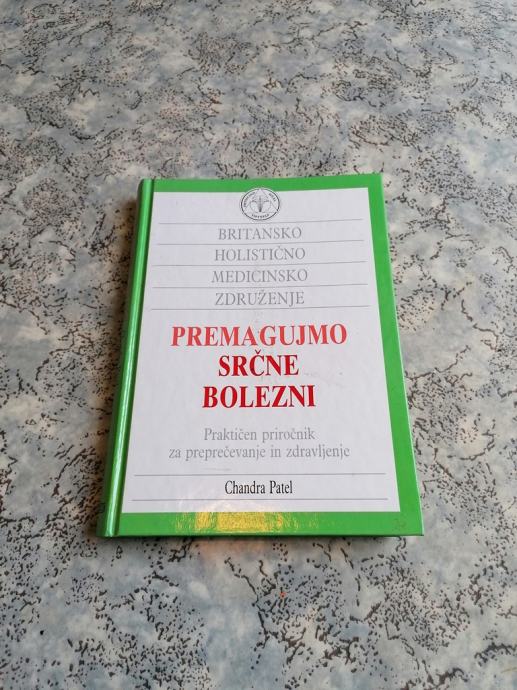 BRITANSKO
HOLISTIČNO
MEDICINSKO
ZDRUŽENJE
PREMAGUJMO
SRČNE
BOLEZNI
Praktičen priročnik
za preprečevanje in zdravljenje
Chandra Patel